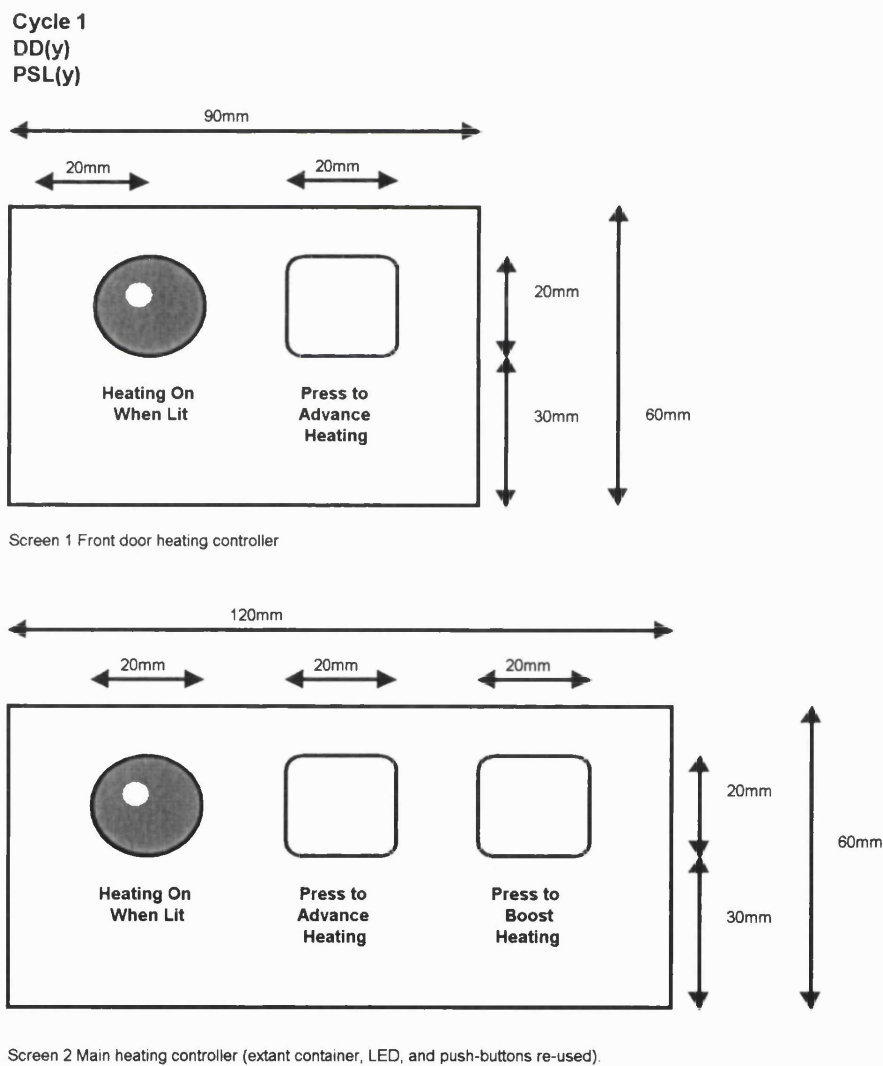 Cycle 1
DD(y)
PSL(y)
90mm
20mm
20mm
20mm
30mm
60mm
Heating On
When Lit
Press to
Advance
Heating
Screen 1 Front door heating controller
120mm
20mm
20mm
20mm
20mm
60mm
30mm
Heating On
When Lit
Press to
Advance
Heating
Press to
Boost
Heating
Screen 2 Main heating controller (extant container, LED, and push-buttons re-used).